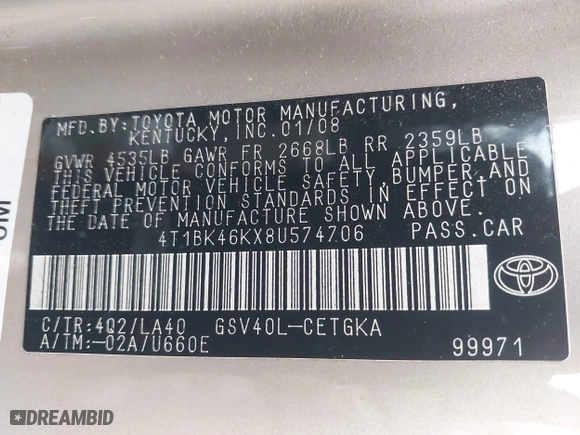 MFD.BY:TOYOTA MOTOR MANUFACTURING,
KENTUCKY, INC. 01/08
GVWR 4535LB GAWR FR 2668LB RR 2359LB
THIS VEHICLE CONFORMS TO ALL APPLICABLE
FEDERAL MOTOR VEHICLE SAFETY, BUMPER, AND
THEFT PREVENTION STANDARDS IN EFFECT ON
THE DATE OF MANUFACTURE SHOWN ABOVE.
4T1BK46KX8U574706 PASS.CAR
C/TR:4Q2/LA40 GSV40L-CETGKA
A/TM:-02A/U660E 99971
TOYOTA
DREAMBID